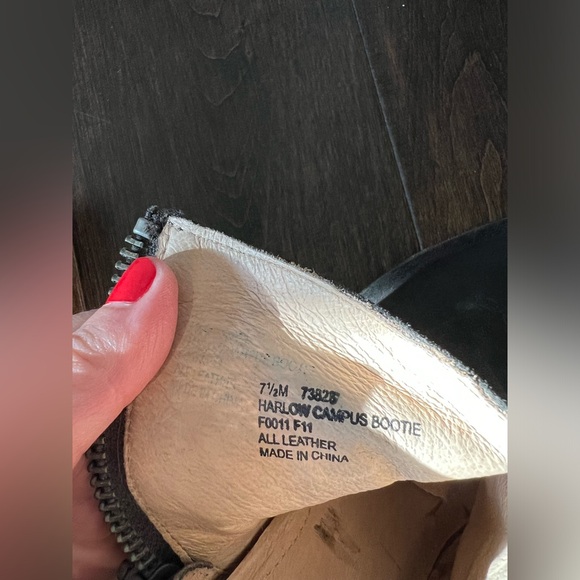 7½M 73825
HARLOW CAMPUS BOOTIE
F0011 F11
ALL LEATHER
MADE IN CHINA